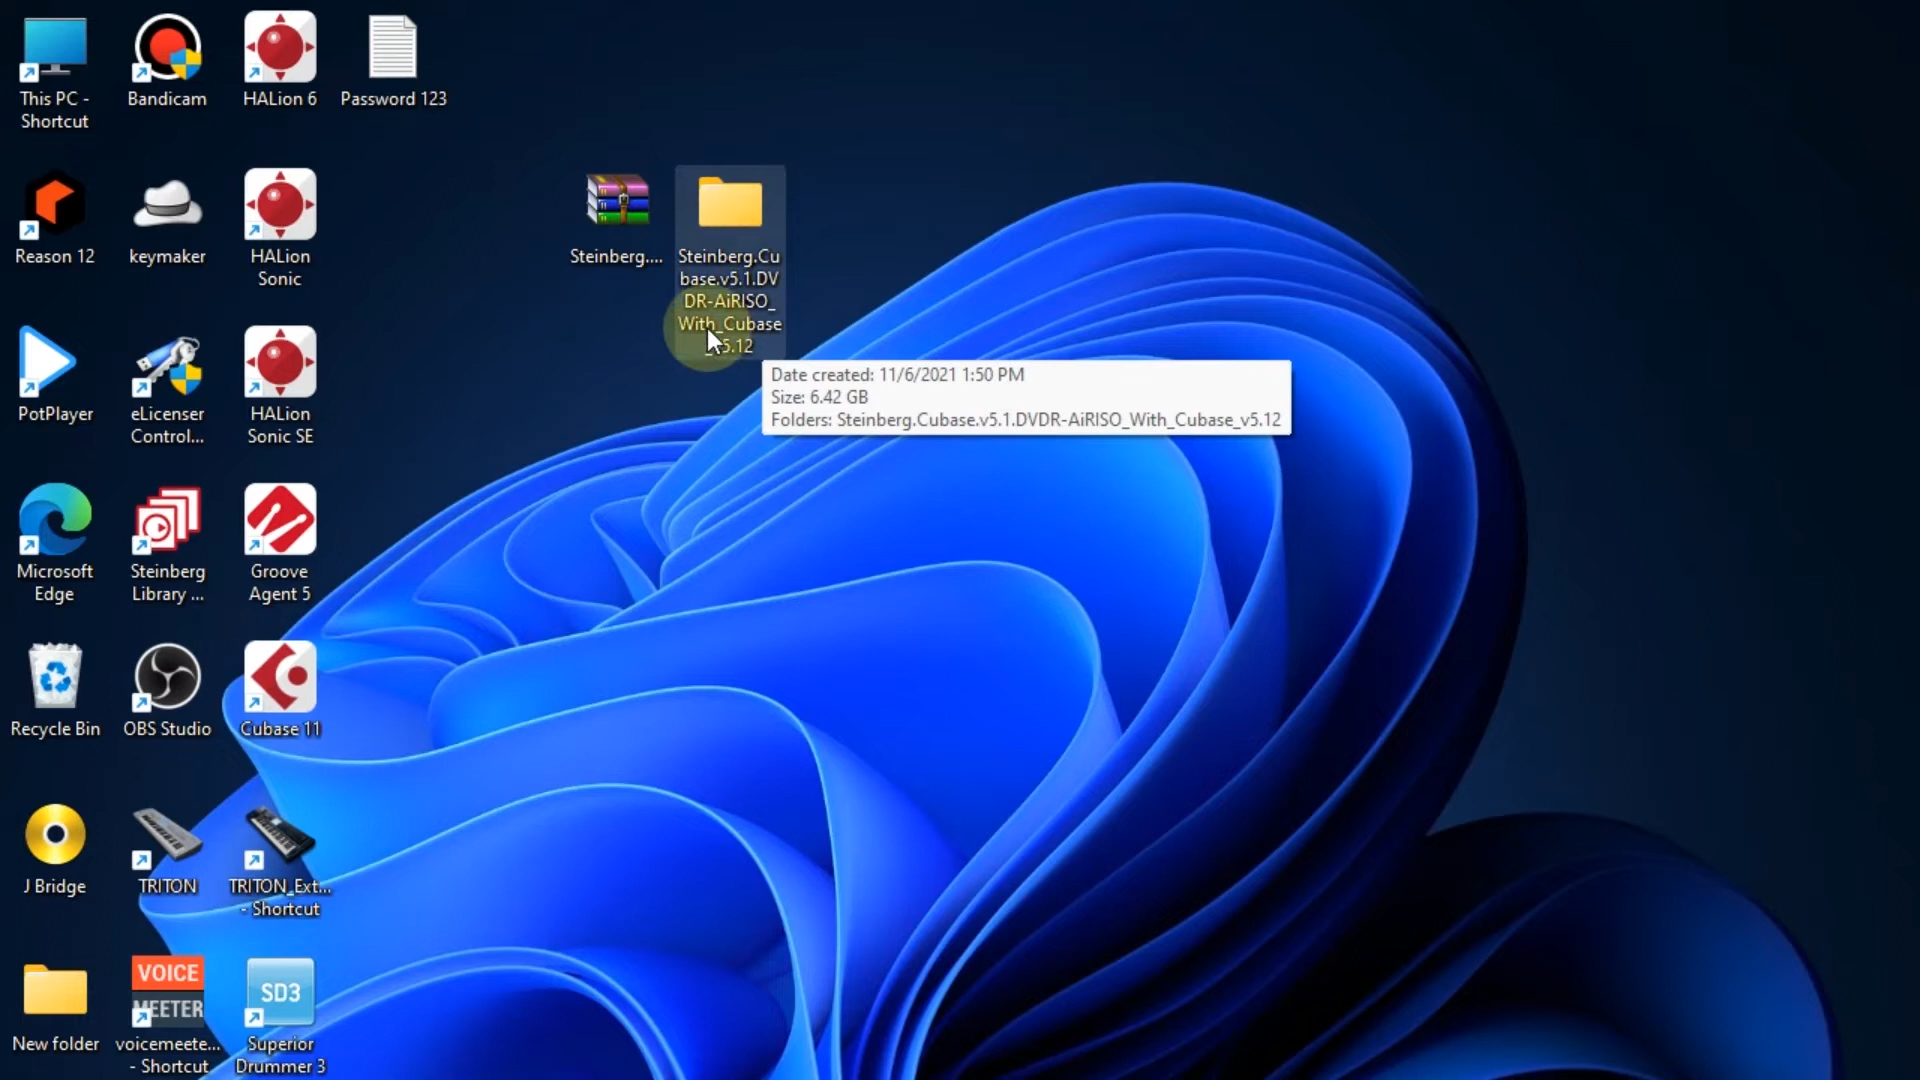 This PC -
Shortcut
Bandicam
HALion 6
Password 123
Reason 12
keymaker
HALion
Sonic
Steinberg....
Steinberg.Cu
base.v5.1.DV
DR-AiRISO_
With_Cubase
_v5.12
Date created: 11/6/2021 1:50 PM
Size: 6.42 GB
Folders: Steinberg.Cubase.v5.1.DVDR-AiRISO_With_Cubase_v5.12
PotPlayer
eLicenser
Control...
HALion
Sonic SE
Microsoft
Edge
Steinberg
Library ...
Groove
Agent 5
Recycle Bin
OBS Studio
Cubase 11
J Bridge
TRITON
TRITON_Ext...
- Shortcut
New folder
VOICE
MEETER
voicemeete...
- Shortcut
SD3
Superior
Drummer 3